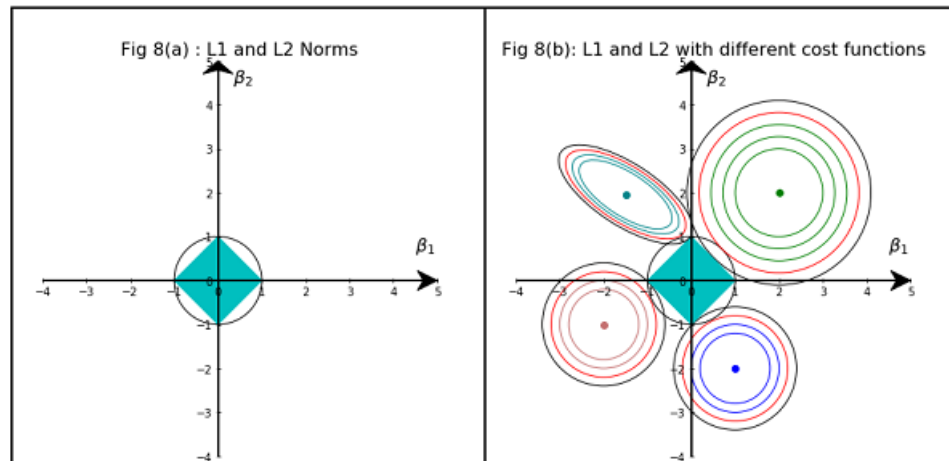 Fig 8(a) : L1 and L2 Norms
5
β₂
4
3
2
1
β₁
−4 −3 −2 −1 0 1 2 3 4 5
−1
−2
−3
−4
Fig 8(b): L1 and L2 with different cost functions
5
β₂
4
3
2
1
β₁
−4 −3 −2 −1 0 1 2 3 4 5
−1
−2
−3
−4